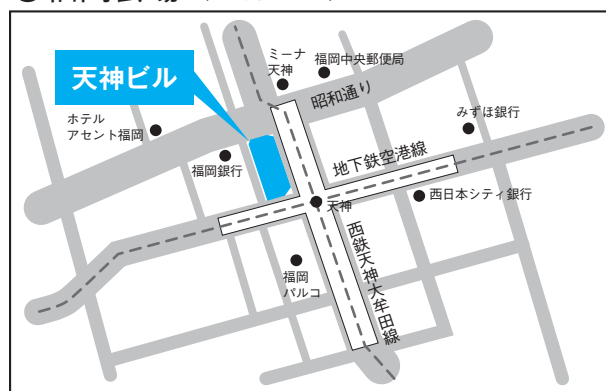 ミーナ
天神
福岡中央郵便局
天神ビル
昭和通り
ホテル
アセント福岡
みずほ銀行
福岡銀行
地下鉄空港線
西日本シティ銀行
天神
西鉄天神大牟田線
福岡
パルコ